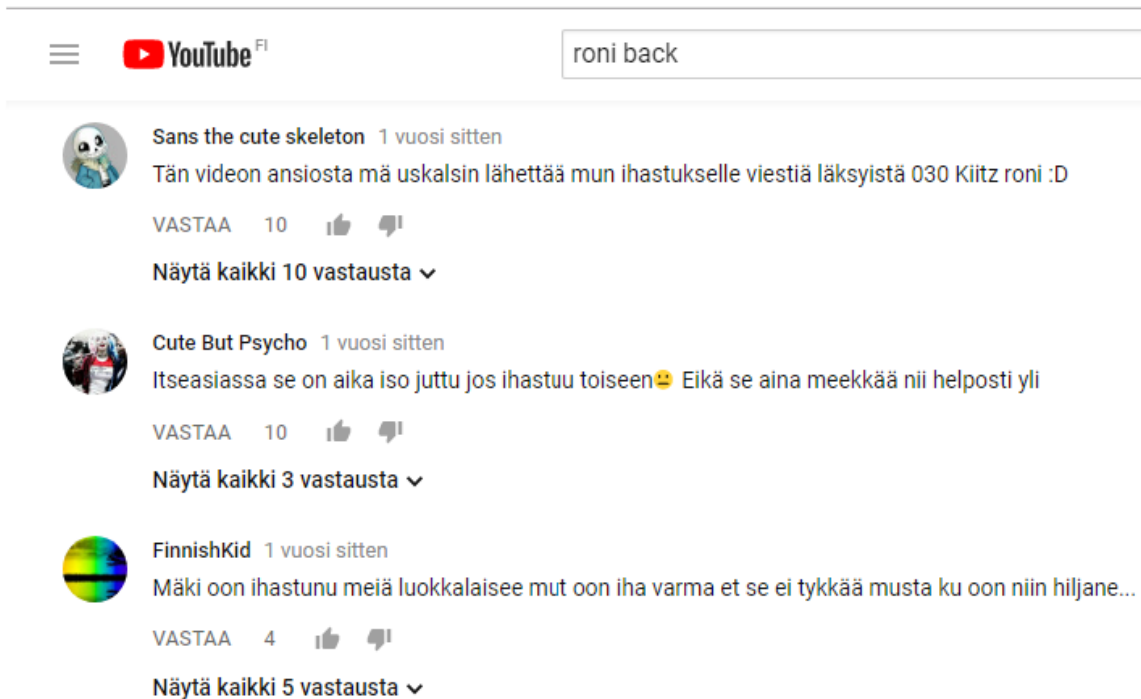 YouTube FI
roni back
Sans the cute skeleton 1 vuosi sitten
Tän videon ansiosta mä uskalsin lähettää mun ihastukselle viestiä läksyistä 030 Kiitz roni :D
VASTAA 10
Näytä kaikki 10 vastausta
Cute But Psycho 1 vuosi sitten
Itseasiassa se on aika iso juttu jos ihastuu toiseen😐 Eikä se aina meekkää nii helposti yli
VASTAA 10
Näytä kaikki 3 vastausta
FinnishKid 1 vuosi sitten
Mäki oon ihastunu meiä luokkalaisee mut oon iha varma et se ei tykkää musta ku oon niin hiljane...
VASTAA 4
Näytä kaikki 5 vastausta